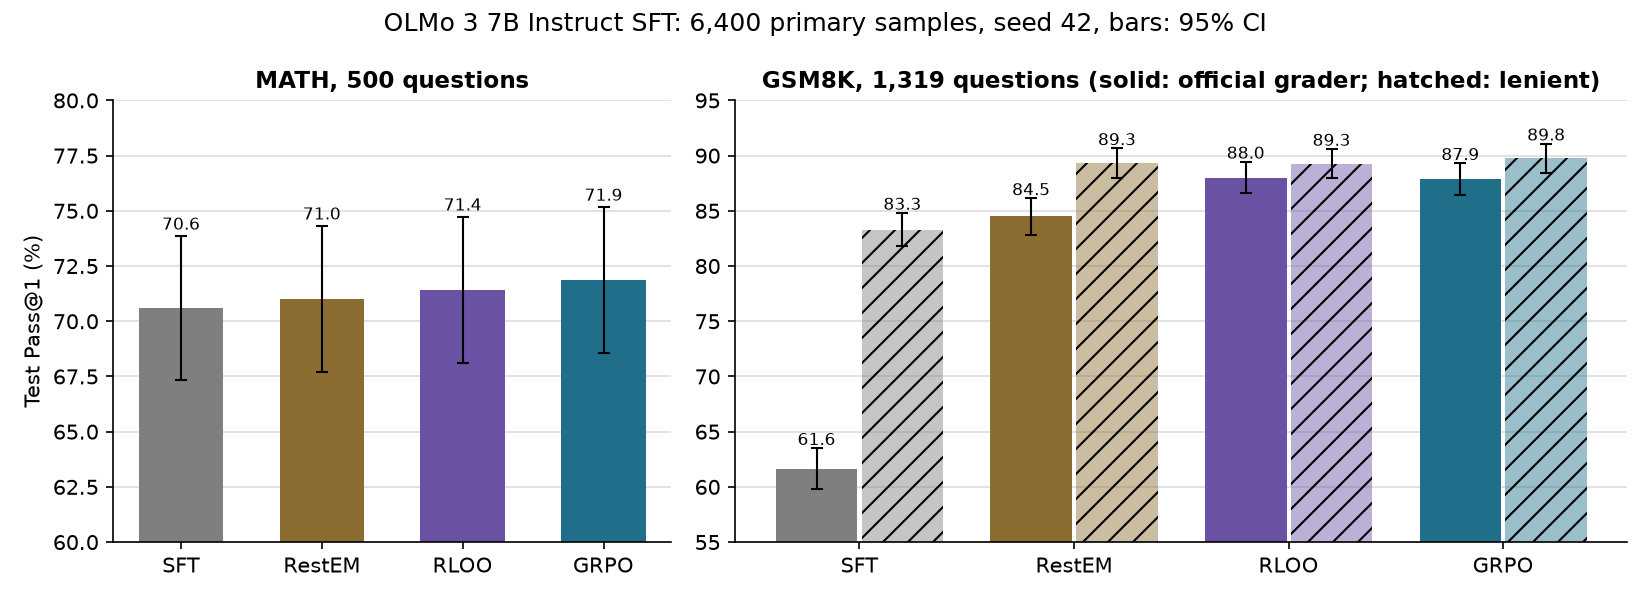 OLMo 3 7B Instruct SFT: 6,400 primary samples, seed 42, bars: 95% CI
MATH, 500 questions
Test Pass@1 (%)
80.0
77.5
75.0
72.5
70.0
67.5
65.0
62.5
60.0
70.6
71.0
71.4
71.9
SFT
RestEM
RLOO
GRPO
GSM8K, 1,319 questions (solid: official grader; hatched: lenient)
95
90
85
80
75
70
65
60
55
61.6
83.3
84.5
89.3
88.0
89.3
87.9
89.8
SFT
RestEM
RLOO
GRPO